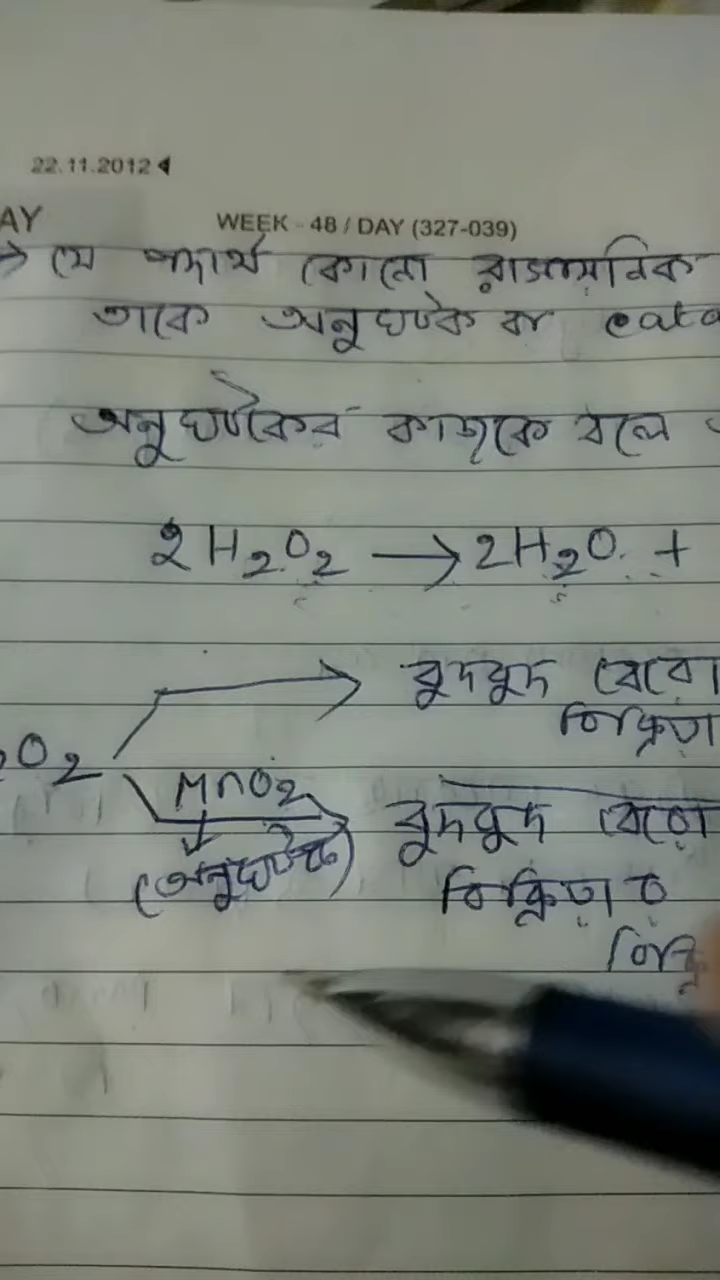 22.11.2012
AY
WEEK - 48 / DAY (327-039)
→ যে পদার্থ কোনো রাসায়নিক
তাকে অনুঘটক বা cata
অনুঘটকের কাজকে বলে
2H₂O₂ → 2H₂O +
বুদবুদ বেরো
বিক্রিয়া
₂O₂
MnO₂
বুদবুদ বেরো
(অনুঘটক)
বিক্রিয়া